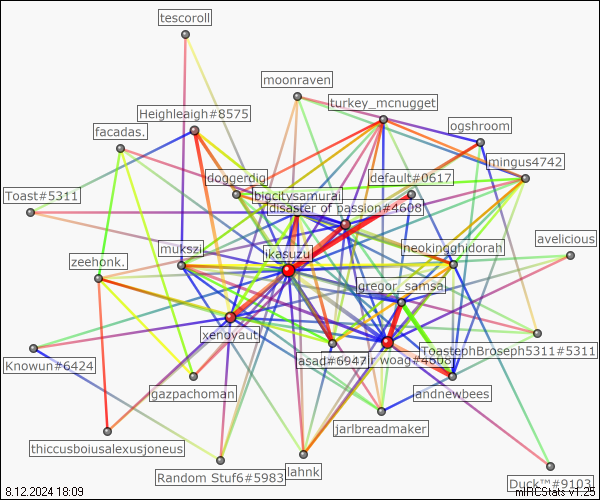 tescoroll
moonraven
turkey_mcnugget
Heighleaigh#8575
ogshroom
facadas.
mingus4742
doggerdig
default#0617
Toast#5311
bigcitysamurai
disaster of passion#4608
avelicious
mukszi
ikasuzu
neokingghidorah
zeehonk.
gregor_samsa
xenoyaut
Knowun#6424
asad#6947
r woag#4608
ToastephBroseph5311#5311
gazpachoman
andnewbees
jarlbreadmaker
thiccusboiusalexusjoneus
Random Stuf6#5983
lahnk
Duck™#9103
8.12.2024 18:09
mIRCStats v1.25